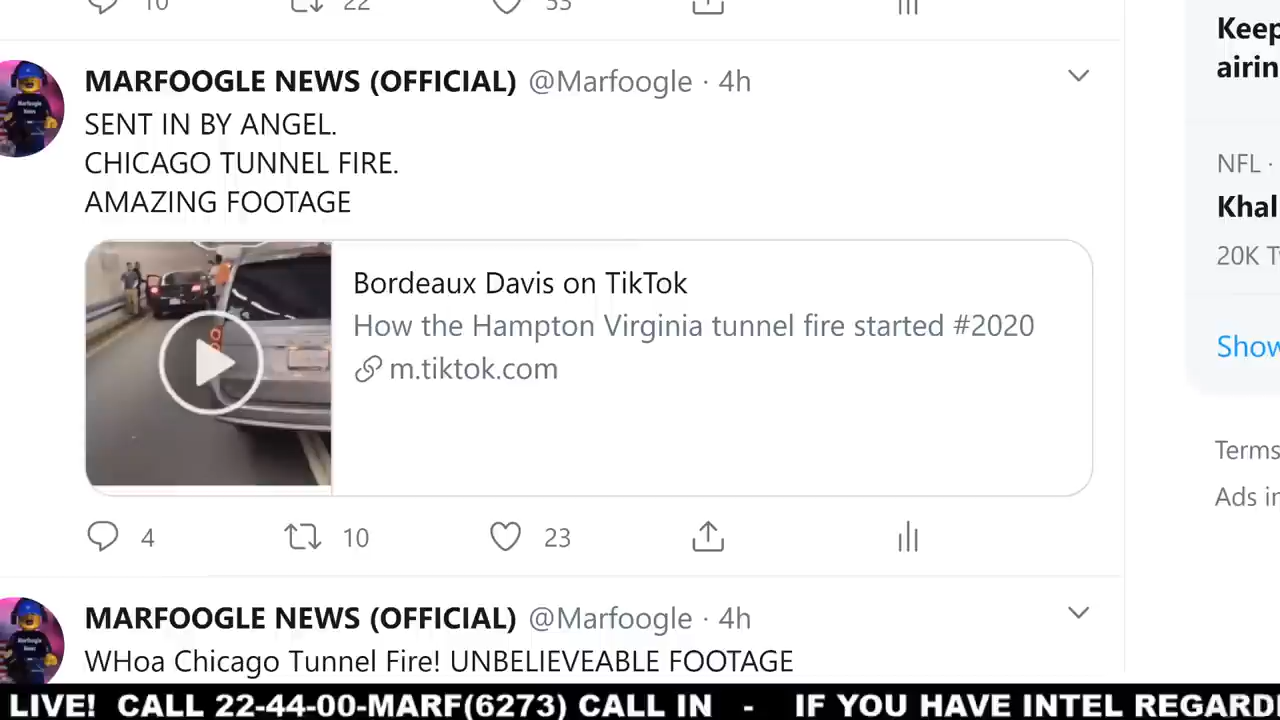 10 22 53
Keep
airin
MARFOOGLE NEWS (OFFICIAL) @Marfoogle · 4h
SENT IN BY ANGEL.
CHICAGO TUNNEL FIRE.
AMAZING FOOTAGE
NFL ·
Khal
20K T
Bordeaux Davis on TikTok
How the Hampton Virginia tunnel fire started #2020
m.tiktok.com
Show
Terms
Ads in
4 10 23
MARFOOGLE NEWS (OFFICIAL) @Marfoogle · 4h
WHoa Chicago Tunnel Fire! UNBELIEVEABLE FOOTAGE
LIVE! CALL 22-44-00-MARF(6273) CALL IN - IF YOU HAVE INTEL REGARD